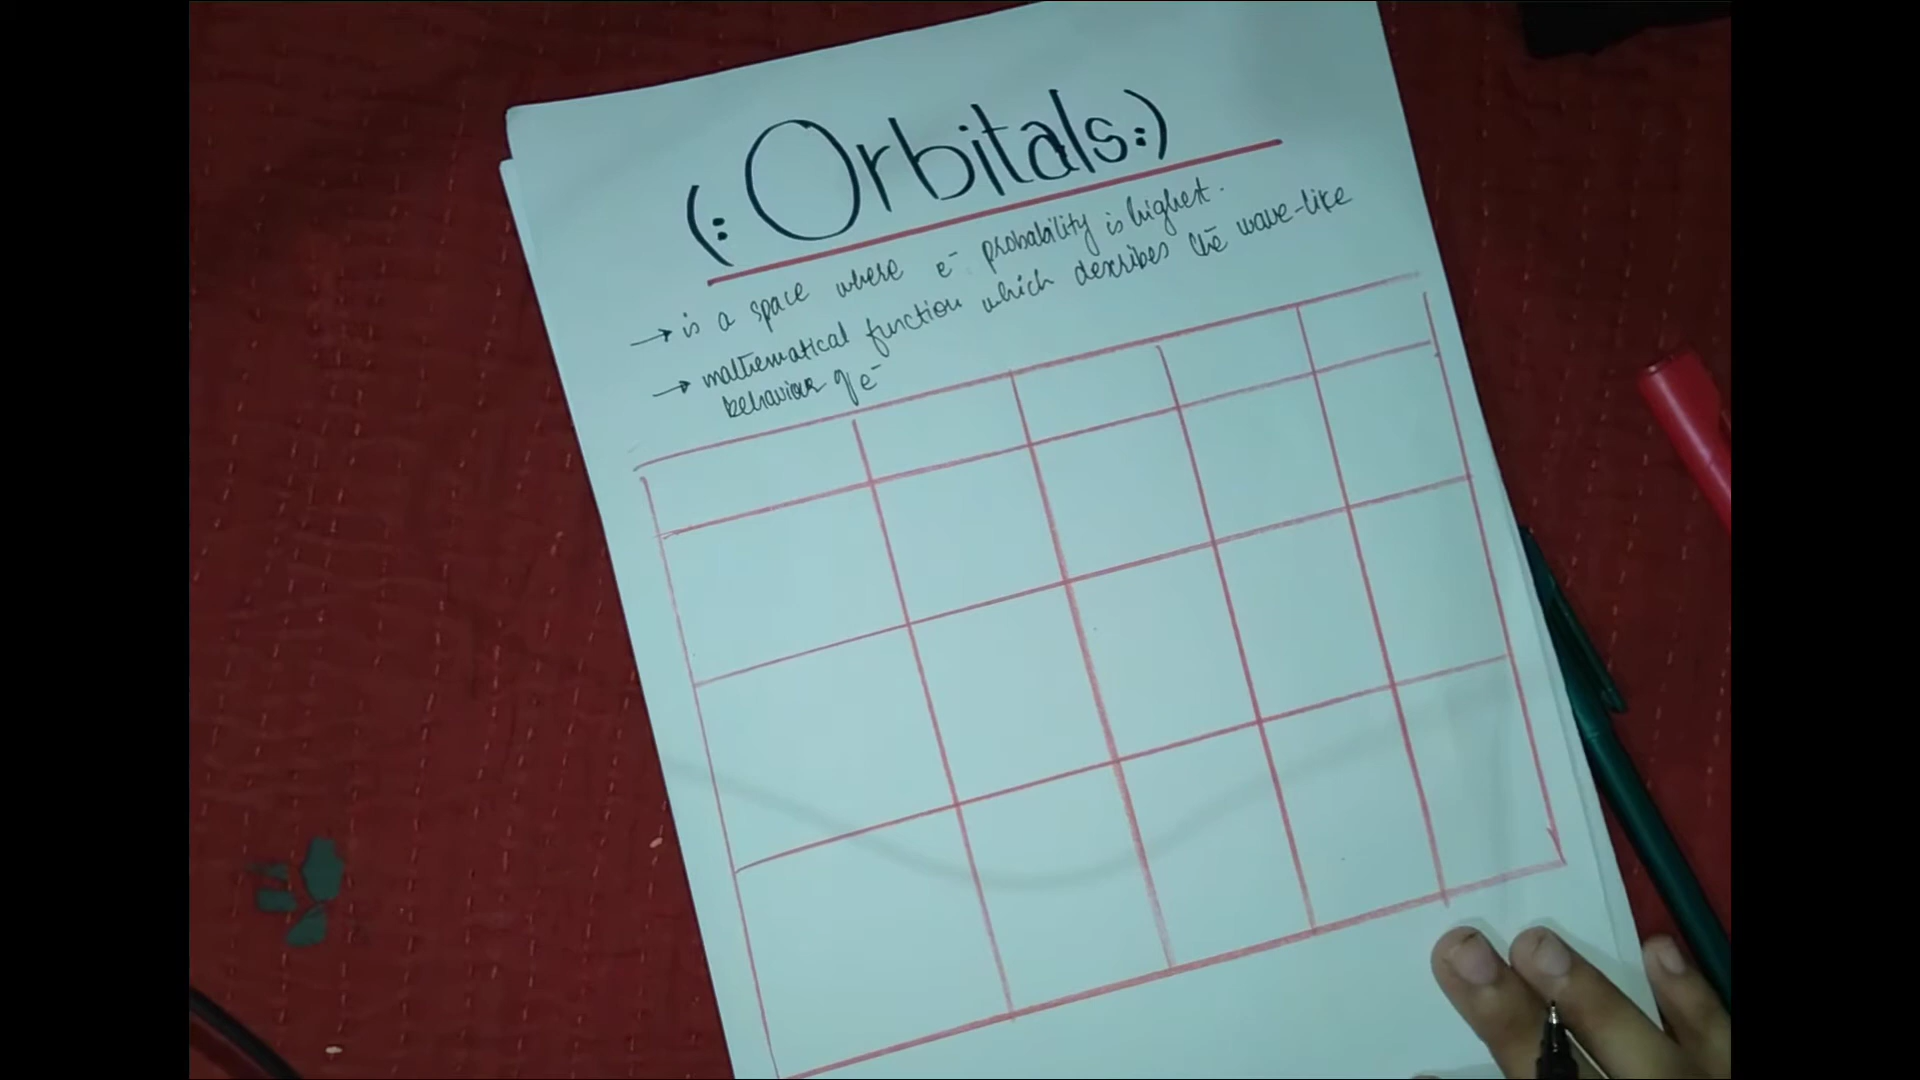 (: Orbitals :)
→ is a space where e⁻ probability is highest.
→ mathematical function which describes the wave-like
behaviour of e⁻